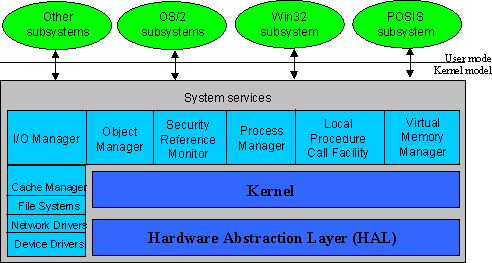 Other
subsystems
OS/2
subsystems
Win32
subsystem
POSIS
subsystem
User mode
Kernel model
System services
I/O Manager
Object
Manager
Security
Reference
Monitor
Process
Manager
Local
Procedure
Call Facility
Virtual
Memory
Manager
Cache Manager
File Systems
Network Drivers
Device Drivers
Kernel
Hardware Abstraction Layer (HAL)